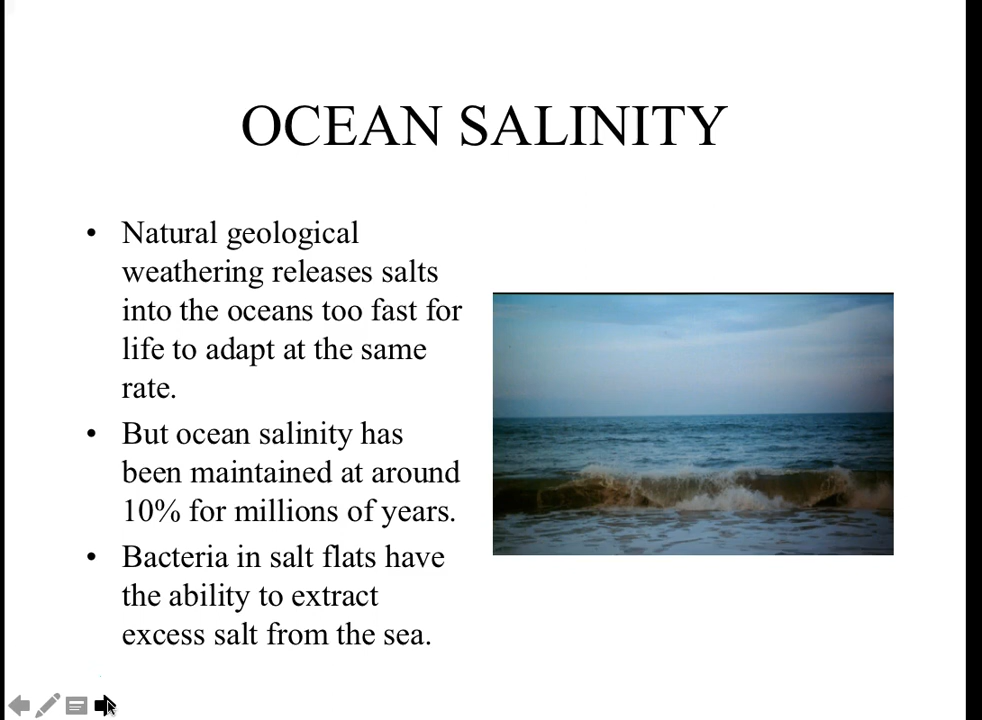 OCEAN SALINITY
• Natural geological
weathering releases salts
into the oceans too fast for
life to adapt at the same
rate.
• But ocean salinity has
been maintained at around
10% for millions of years.
• Bacteria in salt flats have
the ability to extract
excess salt from the sea.